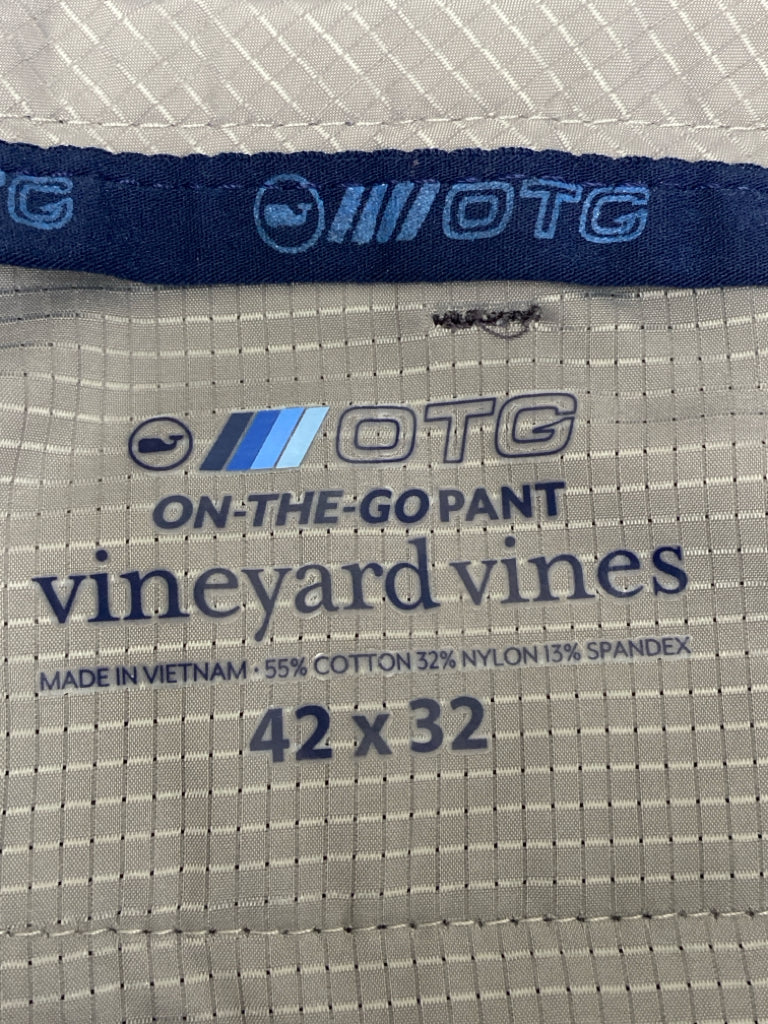 TG OTG
OTG
ON-THE-GO PANT
vineyard vines
MADE IN VIETNAM · 55% COTTON 32% NYLON 13% SPANDEX
42 x 32